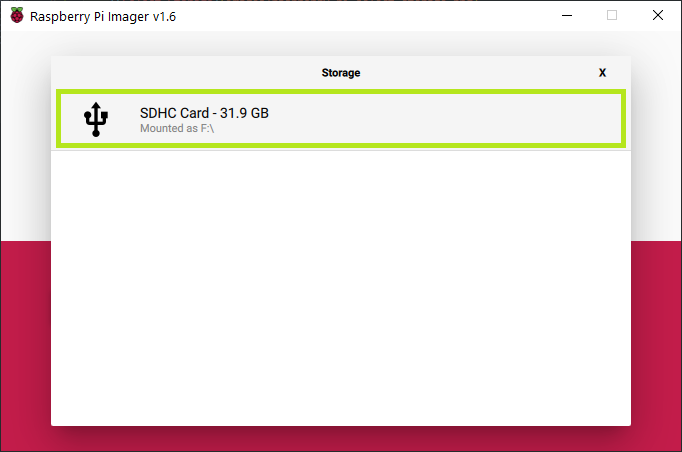 Raspberry Pi Imager v1.6
Storage
X
SDHC Card - 31.9 GB
Mounted as F:\